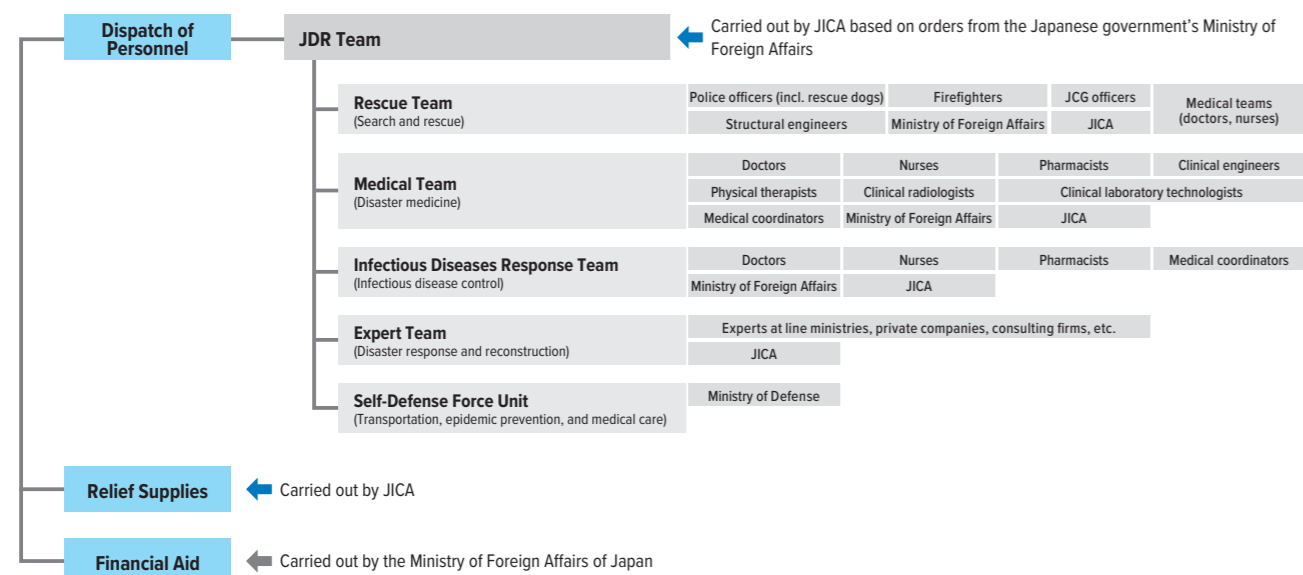 Dispatch of
Personnel
JDR Team
Carried out by JICA based on orders from the Japanese government's Ministry of
Foreign Affairs
Rescue Team
(Search and rescue)
Police officers (incl. rescue dogs)
Firefighters
JCG officers
Medical teams
(doctors, nurses)
Structural engineers
Ministry of Foreign Affairs
JICA
Medical Team
(Disaster medicine)
Doctors
Nurses
Pharmacists
Clinical engineers
Physical therapists
Clinical radiologists
Clinical laboratory technologists
Medical coordinators
Ministry of Foreign Affairs
JICA
Infectious Diseases Response Team
(Infectious disease control)
Doctors
Nurses
Pharmacists
Medical coordinators
Ministry of Foreign Affairs
JICA
Expert Team
(Disaster response and reconstruction)
Experts at line ministries, private companies, consulting firms, etc.
JICA
Self-Defense Force Unit
(Transportation, epidemic prevention, and medical care)
Ministry of Defense
Relief Supplies
Carried out by JICA
Financial Aid
Carried out by the Ministry of Foreign Affairs of Japan